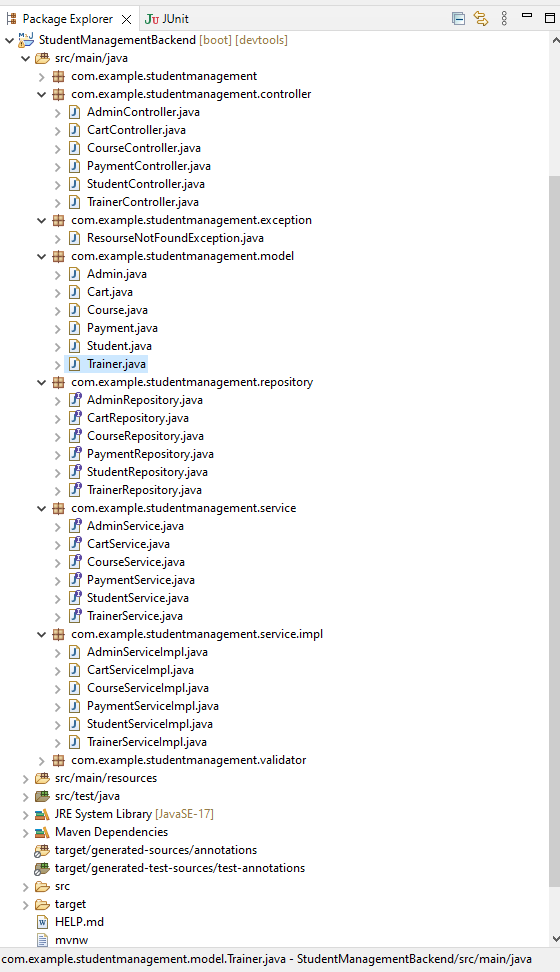 Package Explorer JUnit
StudentManagementBackend [boot] [devtools]
src/main/java
com.example.studentmanagement
com.example.studentmanagement.controller
AdminController.java
CartController.java
CourseController.java
PaymentController.java
StudentController.java
TrainerController.java
com.example.studentmanagement.exception
ResourseNotFoundException.java
com.example.studentmanagement.model
Admin.java
Cart.java
Course.java
Payment.java
Student.java
Trainer.java
com.example.studentmanagement.repository
AdminRepository.java
CartRepository.java
CourseRepository.java
PaymentRepository.java
StudentRepository.java
TrainerRepository.java
com.example.studentmanagement.service
AdminService.java
CartService.java
CourseService.java
PaymentService.java
StudentService.java
TrainerService.java
com.example.studentmanagement.service.impl
AdminServiceImpl.java
CartServiceImpl.java
CourseServiceImpl.java
PaymentServiceImpl.java
StudentServiceImpl.java
TrainerServiceImpl.java
com.example.studentmanagement.validator
src/main/resources
src/test/java
JRE System Library [JavaSE-17]
Maven Dependencies
target/generated-sources/annotations
target/generated-test-sources/test-annotations
src
target
HELP.md
mvnw
com.example.studentmanagement.model.Trainer.java - StudentManagementBackend/src/main/java